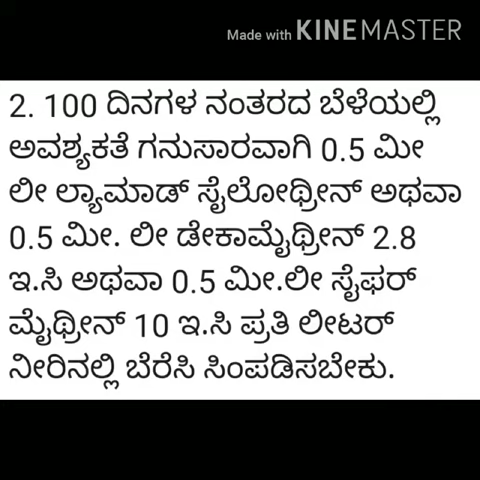 Made with KINEMASTER
2. 100 ದಿನಗಳ ನಂತರದ ಬೆಳೆಯಲ್ಲಿ
ಅವಶ್ಯಕತೆ ಗನುಸಾರವಾಗಿ 0.5 ಮೀ
ಲೀ ಲ್ಯಾಮಾಡ್ ಸೈಲೋಥ್ರೀನ್ ಅಥವಾ
0.5 ಮೀ. ಲೀ ಡೇಕಾಮೈಥ್ರೀನ್ 2.8
ಇ.ಸಿ ಅಥವಾ 0.5 ಮೀ.ಲೀ ಸೈಫರ್
ಮೈಥ್ರೀನ್ 10 ಇ.ಸಿ ಪ್ರತಿ ಲೀಟರ್
ನೀರಿನಲ್ಲಿ ಬೆರೆಸಿ ಸಿಂಪಡಿಸಬೇಕು.